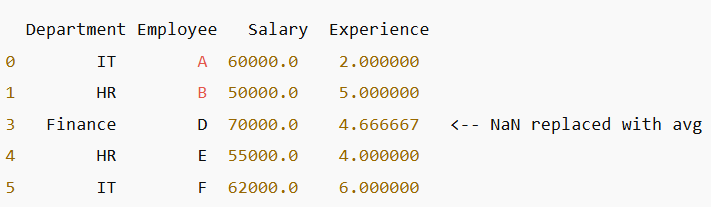 Department Employee Salary Experience
0 IT A 60000.0 2.000000
1 HR B 50000.0 5.000000
3 Finance D 70000.0 4.666667 <-- NaN replaced with avg
4 HR E 55000.0 4.000000
5 IT F 62000.0 6.000000